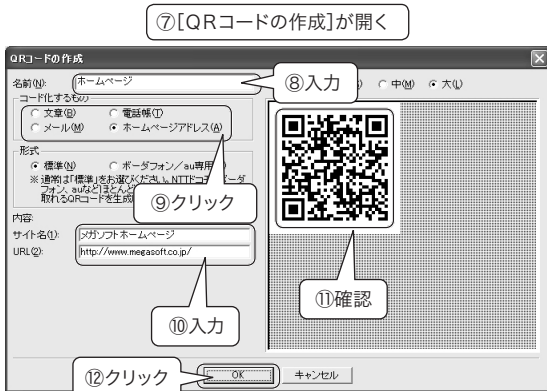 ⑦[QRコードの作成]が開く
QRコードの作成
名前(N): ホームページ
⑧入力
中(M) 大(L)
コード化するもの
文章(B) 電話帳(T)
メール(M) ホームページアドレス(A)
形式
標準(N) ボーダフォン／au専用
※通常は「標準」をお選びください。NTTドコモ、ボーダ
フォン、auなどほとんど
取れるQRコードを生成
⑨クリック
内容:
サイト名(1): メガソフトホームページ
URL(2): http://www.megasoft.co.jp/
⑩入力
⑪確認
⑫クリック
OK キャンセル